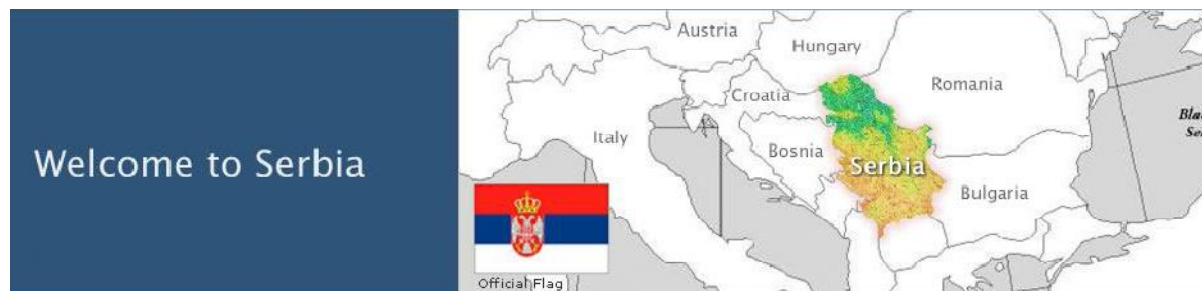 Welcome to Serbia
Austria
Hungary
Romania
Croatia
Italy
Bosnia
Serbia
Bulgaria
Official Flag